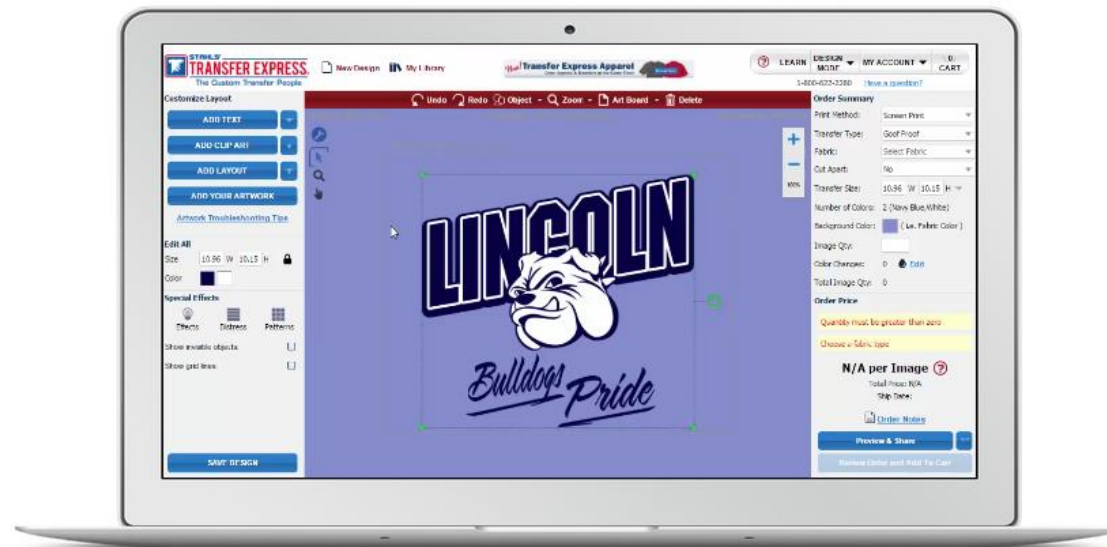 STAHLS'
TRANSFER EXPRESS.
The Custom Transfer People
New Design
My Library
New! Transfer Express Apparel
LEARN
DESIGN MODE
MY ACCOUNT
0 CART
1-800-622-2280
Have a question?
Customize Layout
ADD TEXT
ADD CLIP ART
ADD LAYOUT
ADD YOUR ARTWORK
Artwork Troubleshooting Tips
Edit All
Size 10.96 W 10.15 H
Color
Special Effects
Effects Distress Patterns
Show invisible objects
Show grid lines
SAVE DESIGN
Undo Redo Object Zoom Art Board Delete
LINCOLN
Bulldogs
Pride
Order Summary
Print Method: Screen Print
Transfer Type: Goof Proof
Fabric: Select Fabric
Cut Apart: No
Transfer Size: 10.96 W 10.15 H
Number of Colors: 2 (Navy Blue,White)
Background Color: ( i.e. Fabric Color )
Image Qty:
Color Changes: 0 Edit
Total Image Qty: 0
Order Price
Quantity must be greater than zero
Choose a fabric type
N/A per Image
Total Price: N/A
Ship Date:
Order Notes
Preview & Share
Review Order and Add To Cart